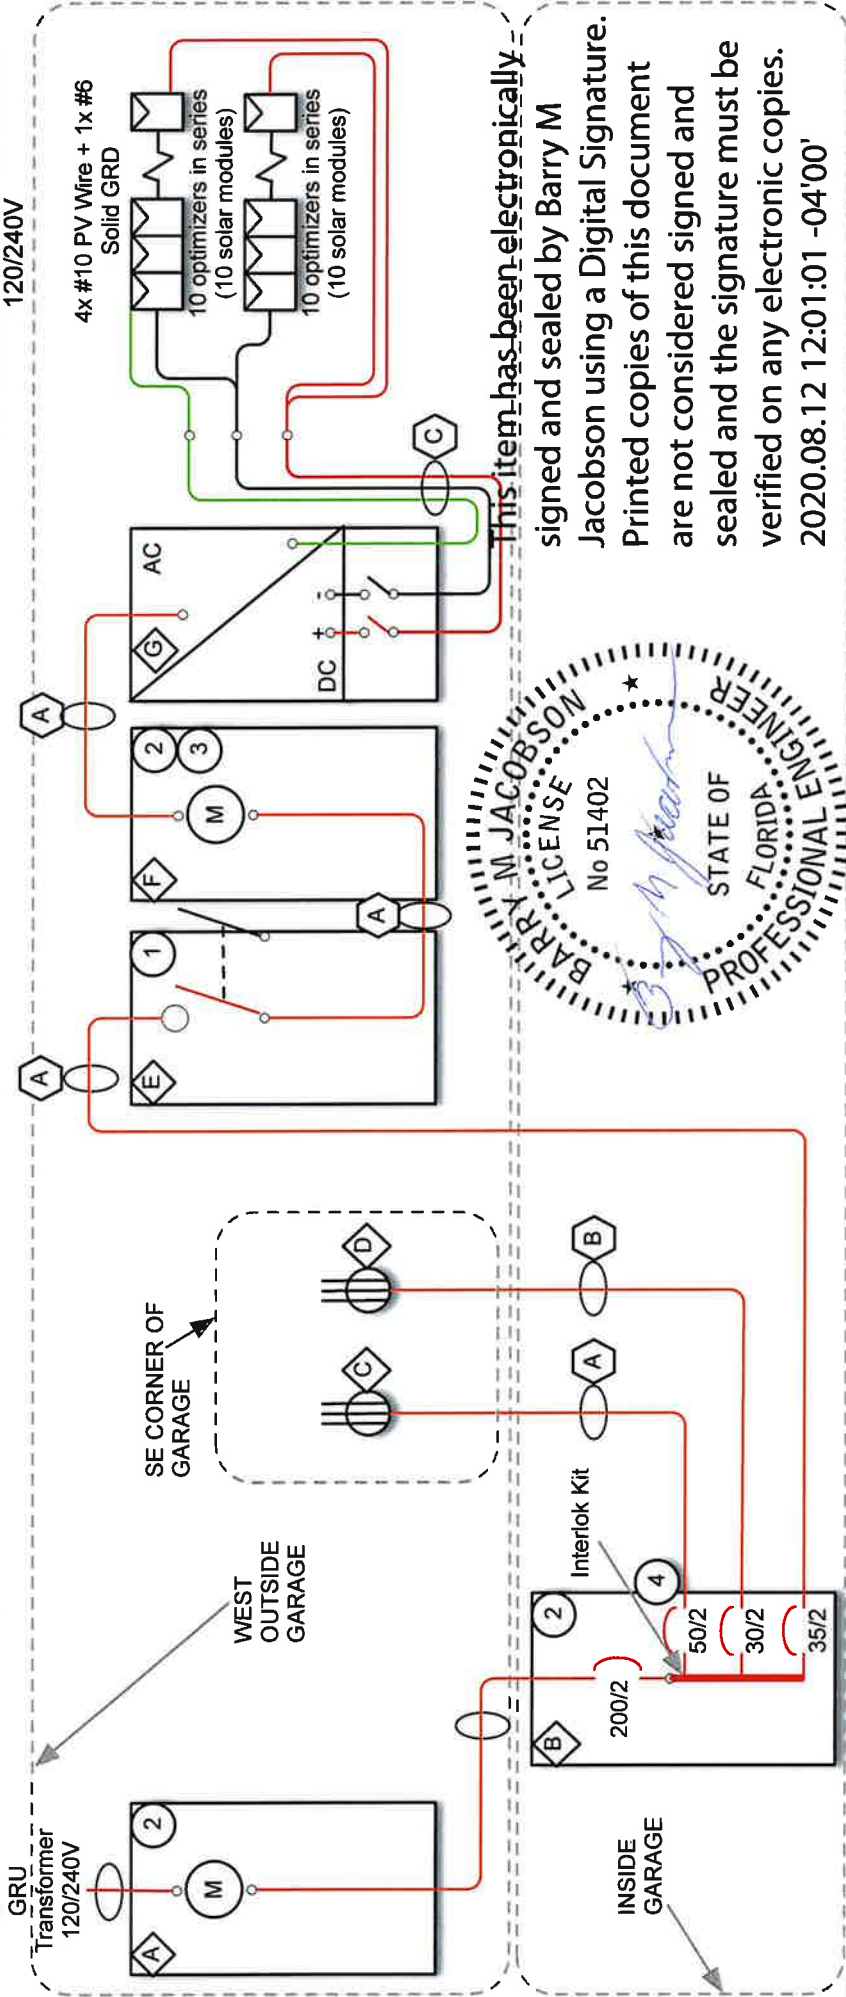 120/240V
GRU
Transformer
120/240V
A
2
M
WEST
OUTSIDE
GARAGE
SE CORNER OF
GARAGE
C
D
A
E
1
A
F
2
3
M
A
G
AC
DC
+
-
C
4x #10 PV Wire + 1x #6
Solid GRD
10 optimizers in series
(10 solar modules)
10 optimizers in series
(10 solar modules)
INSIDE
GARAGE
B
2
200/2
Interlok Kit
4
50/2
30/2
35/2
A
B
BARRY M JACOBSON
LICENSE
No 51402
STATE OF
FLORIDA
PROFESSIONAL ENGINEER
This item has been electronically
signed and sealed by Barry M
Jacobson using a Digital Signature.
Printed copies of this document
are not considered signed and
sealed and the signature must be
verified on any electronic copies.
2020.08.12 12:01:01 -04'00'